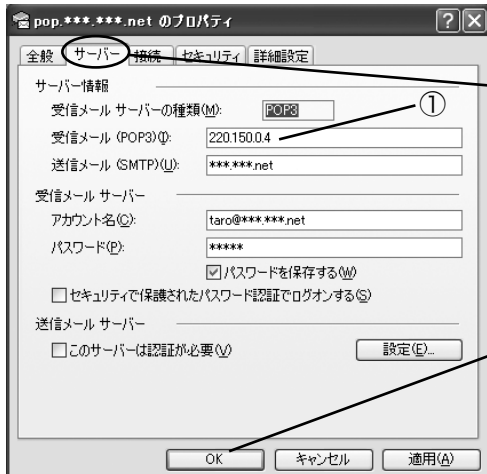 pop.***.***.net のプロパティ
全般 サーバー 接続 セキュリティ 詳細設定
サーバー情報
受信メール サーバーの種類(M): POP3
①
受信メール (POP3)(I): 220.150.0.4
送信メール (SMTP)(U): ***.***.net
受信メール サーバー
アカウント名(C): taro@***.***.net
パスワード(P): *****
パスワードを保存する(W)
セキュリティで保護されたパスワード認証でログオンする(S)
送信メール サーバー
このサーバーは認証が必要(V) 設定(E)...
OK キャンセル 適用(A)